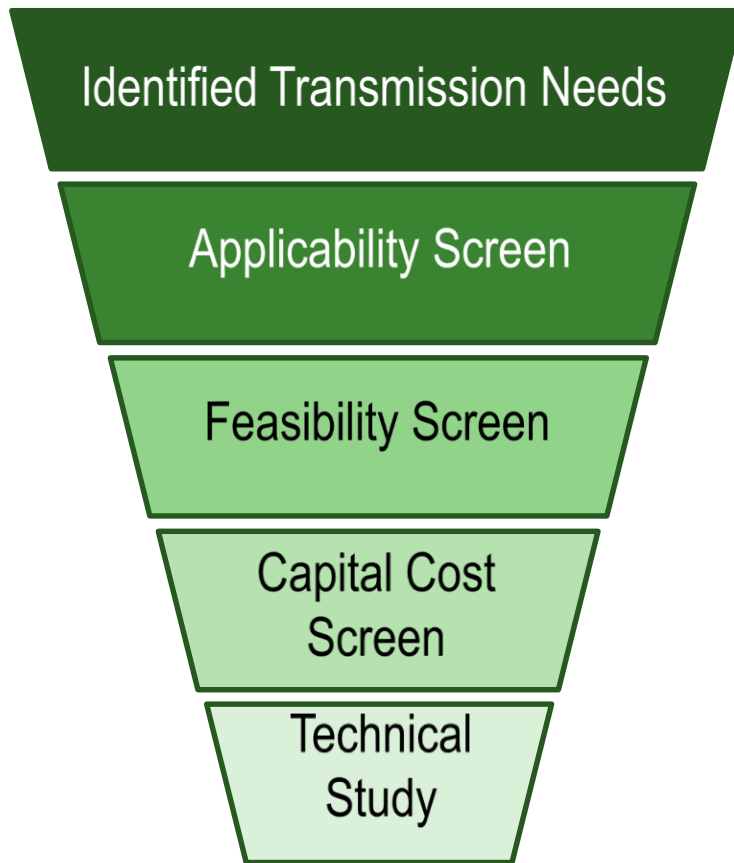 Identified Transmission Needs
Applicability Screen
Feasibility Screen
Capital Cost
Screen
Technical
Study